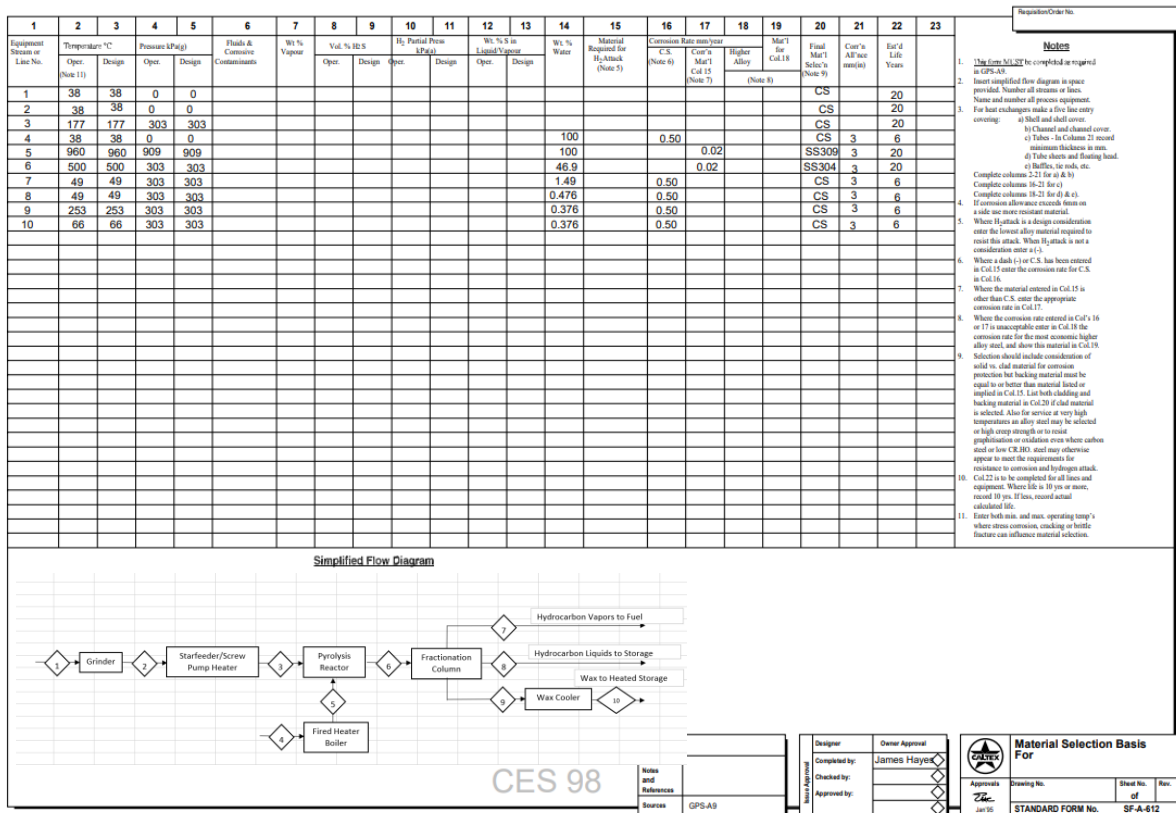 Requisition/Order No.
1 2 3 4 5 6 7 8 9 10 11 12 13 14 15 16 17 18 19 20 21 22 23
Equipment Stream or Line No.
Temperature °C
Oper. Design
(Note 11)
Pressure kPa(g)
Oper. Design
Fluids & Corrosive Contaminants
Wt % Vapour
Vol. % H2 S
Oper. Design
H2 Partial Press kPa(a)
Oper. Design
Wt. % S in Liquid/Vapour
Oper. Design
Wt. % Water
Material Required for H2Attack (Note 5)
Corrosion Rate mm/year
C.S. (Note 6)
Corr'n Mat'l Col 15 (Note 7)
Higher Alloy
Mat'l for Col.18
(Note 8)
Final Mat'l Selec'n (Note 9)
Corr'n All'nce mm(in)
Est'd Life Years
1 38 38 0 0 CS 20
2 38 38 0 0 CS 20
3 177 177 303 303 CS 20
4 38 38 0 0 100 0.50 CS 3 6
5 960 960 909 909 100 0.02 SS309 3 20
6 500 500 303 303 46.9 0.02 SS304 3 20
7 49 49 303 303 1.49 0.50 CS 3 6
8 49 49 303 303 0.476 0.50 CS 3 6
9 253 253 303 303 0.376 0.50 CS 3 6
10 66 66 303 303 0.376 0.50 CS 3 6
Notes
1. This form MUST be completed as required
in GPS-A9.
2. Insert simplified flow diagram in space
provided. Number all streams or lines.
Name and number all process equipment.
3. For heat exchangers make a five line entry
covering: a) Shell and shell cover.
b) Channel and channel cover.
c) Tubes - In Column 21 record
minimum thickness in mm.
d) Tube sheets and floating head.
e) Baffles, tie rods, etc.
Complete columns 2-21 for a) & b)
Complete columns 16-21 for c)
Complete columns 18-21 for d) & e).
4. If corrosion allowance exceeds 6mm on
a side use more resistant material.
5. Where H2attack is a design consideration
enter the lowest alloy material required to
resist this attack. When H2attack is not a
consideration enter a (-).
6. Where a dash (-) or C.S. has been entered
in Col.15 enter the corrosion rate for C.S.
in Col.16.
7. Where the material entered in Col.15 is
other than C.S. enter the appropriate
corrosion rate in Col.17.
8. Where the corrosion rate entered in Col's 16
or 17 is unacceptable enter in Col.18 the
corrosion rate for the most economic higher
alloy steel, and show this material in Col.19.
9. Selection should include consideration of
solid vs. clad material for corrosion
protection but backing material must be
equal to or better than material listed or
implied in Col.15. List both cladding and
backing material in Col.20 if clad material
is selected. Also for service at very high
temperatures an alloy steel may be selected
or high creep strength or to resist
graphitisation or oxidation even where carbon
steel or low CR.HO. steel may otherwise
appear to meet the requirements for
resistance to corrosion and hydrogen attack.
10. Col.22 is to be completed for all lines and
equipment. Where life is 10 yrs or more,
record 10 yrs. If less, record actual
calculated life.
11. Enter both min. and max. operating temp's
where stress corrosion, cracking or brittle
fracture can influence material selection.
Simplified Flow Diagram
Hydrocarbon Vapors to Fuel
7
1 Grinder 2 Starfeeder/Screw Pump Heater 3 Pyrolysis Reactor 6 Fractionation Column 8 Hydrocarbon Liquids to Storage
Wax to Heated Storage
5
9 Wax Cooler 10
4 Fired Heater Boiler
CES 98
Notes and References
Sources GPS-A9
Issue Approval
Designer Owner Approval
Completed by: James Hayes
Checked by:
Approved by:
CALTEX
Material Selection Basis
For
Approvals
Jan'95
Drawing No. Sheet No. Rev.
of
STANDARD FORM No. SF-A-612